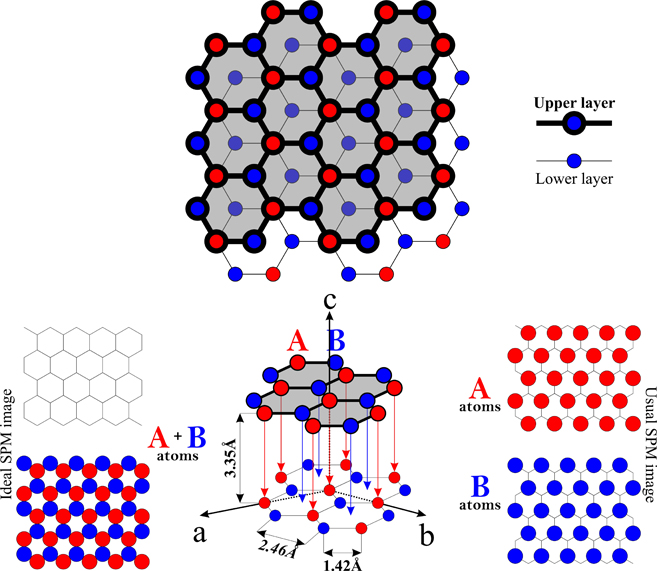 Upper layer
Lower layer
c
A B
Ideal SPM image
A + B
atoms
3.35Å
a
b
2.46Å
1.42Å
A
atoms
B
atoms
Usual SPM image